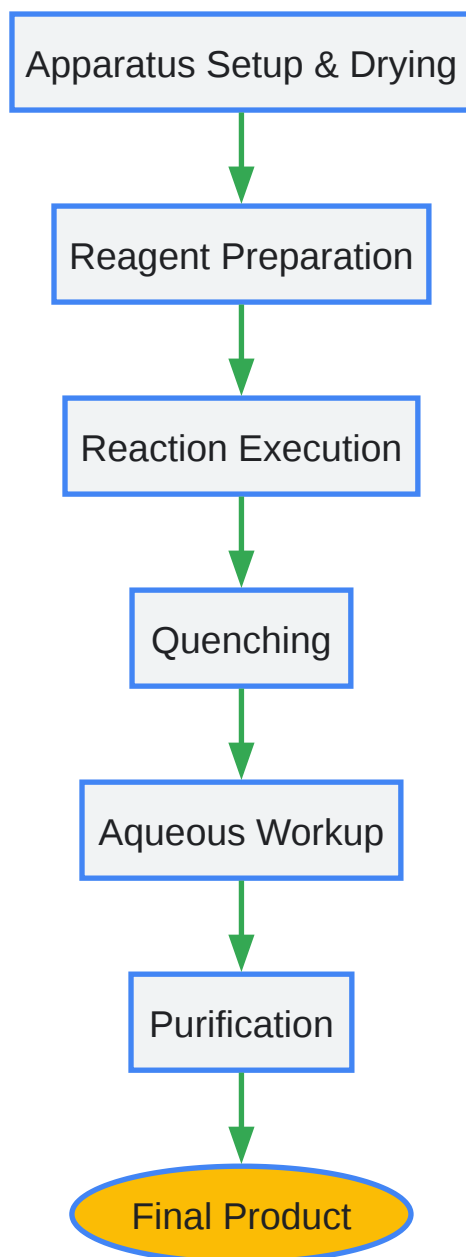 Apparatus Setup & Drying
Reagent Preparation
Reaction Execution
Quenching
Aqueous Workup
Purification
Final Product